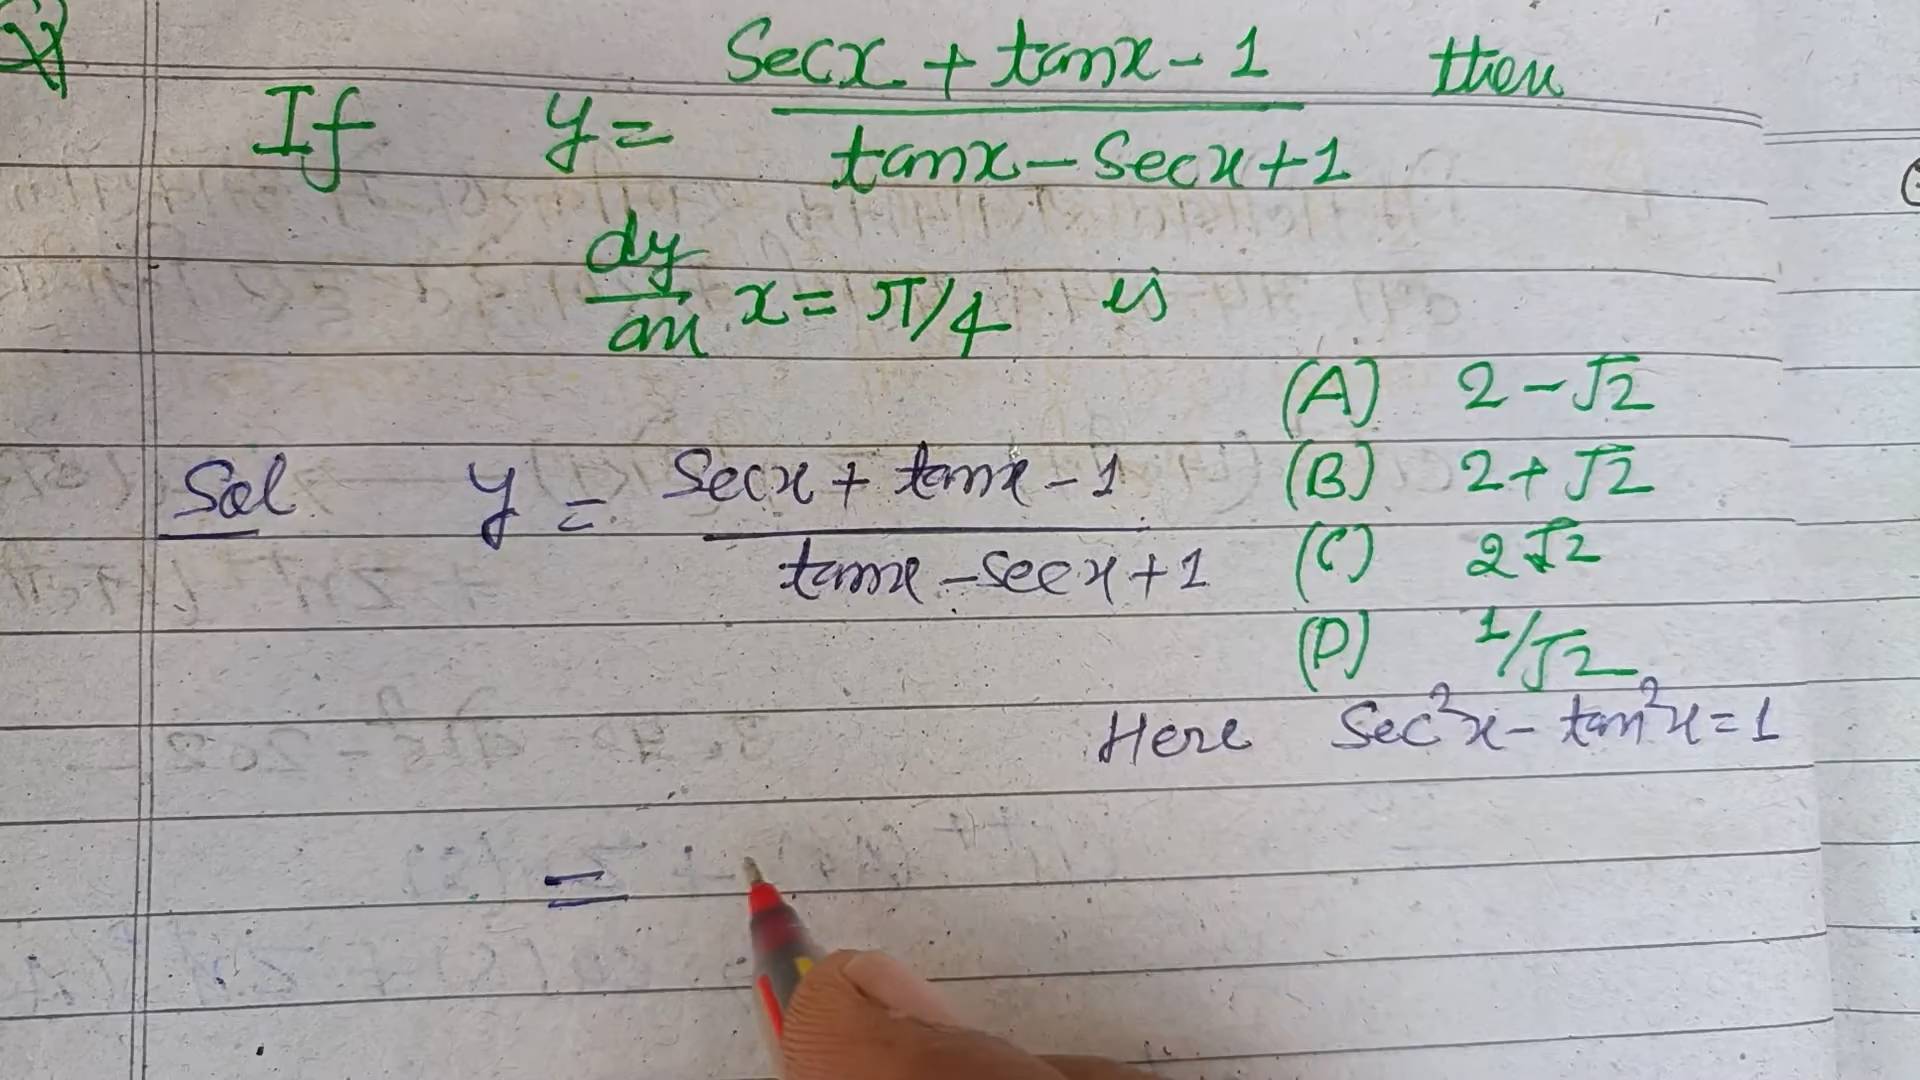 If y = secx + tanx - 1 / tanx - secx + 1 then
dy/dx x = π/4 is
(A) 2 - √2
(B) 2 + √2
(C) 2√2
(D) 1/√2
Sol y = secx + tanx - 1 / tanx - secx + 1
Here sec²x - tan²x = 1
=